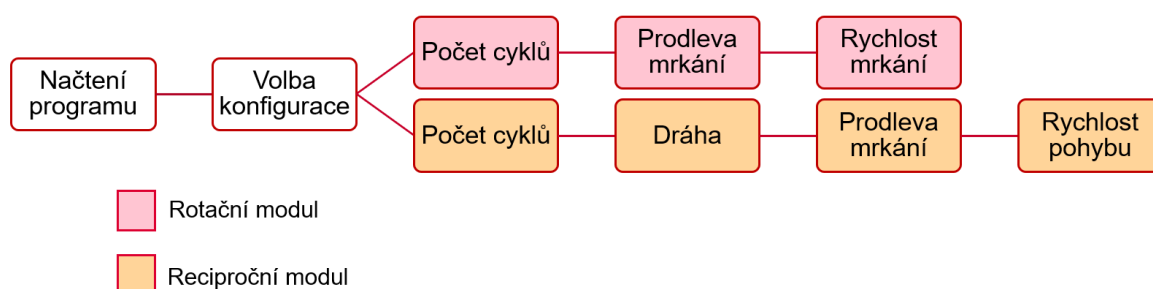 Načtení
programu
Volba
konfigurace
Počet cyklů
Prodleva
mrkání
Rychlost
mrkání
Počet cyklů
Dráha
Prodleva
mrkání
Rychlost
pohybu
Rotační modul
Reciproční modul